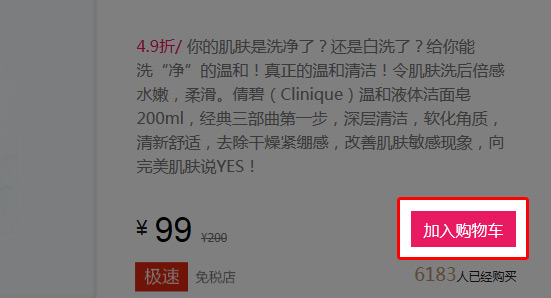 4.9折/ 你的肌肤是洗净了？还是白洗了？给你能
洗“净”的温和！真正的温和清洁！令肌肤洗后倍感
水嫩，柔滑。倩碧（Clinique）温和液体洁面皂
200ml，经典三部曲第一步，深层清洁，软化角质，
清新舒适，去除干燥紧绷感，改善肌肤敏感现象，向
完美肌肤说YES！
¥ 99 ¥200 加入购物车
极速 免税店 6183人已经购买